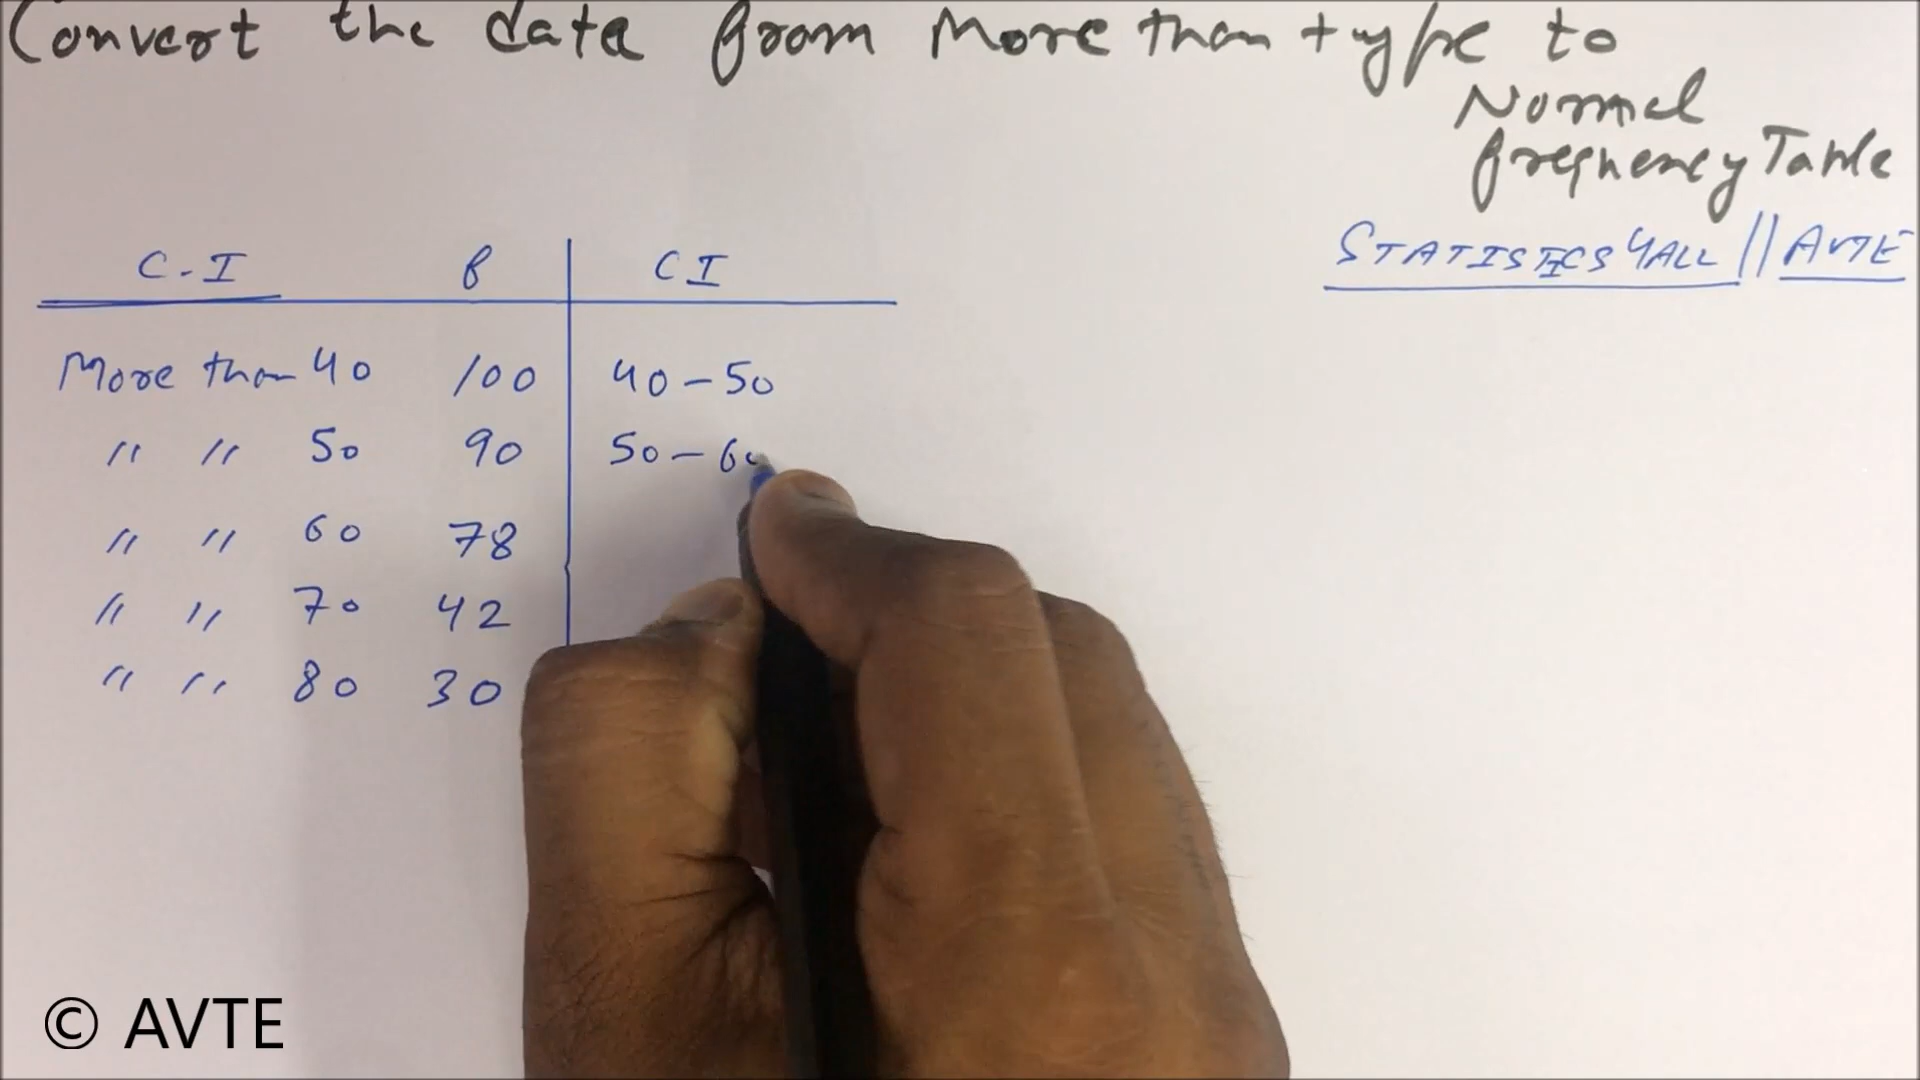 Convert the data from More than type to
Normal
frequency Table
STATISTICS 4ALL // AVTE
C-I f CI
More than 40 100 40-50
" " 50 90 50-60
" " 60 78
" " 70 42
" " 80 30
© AVTE